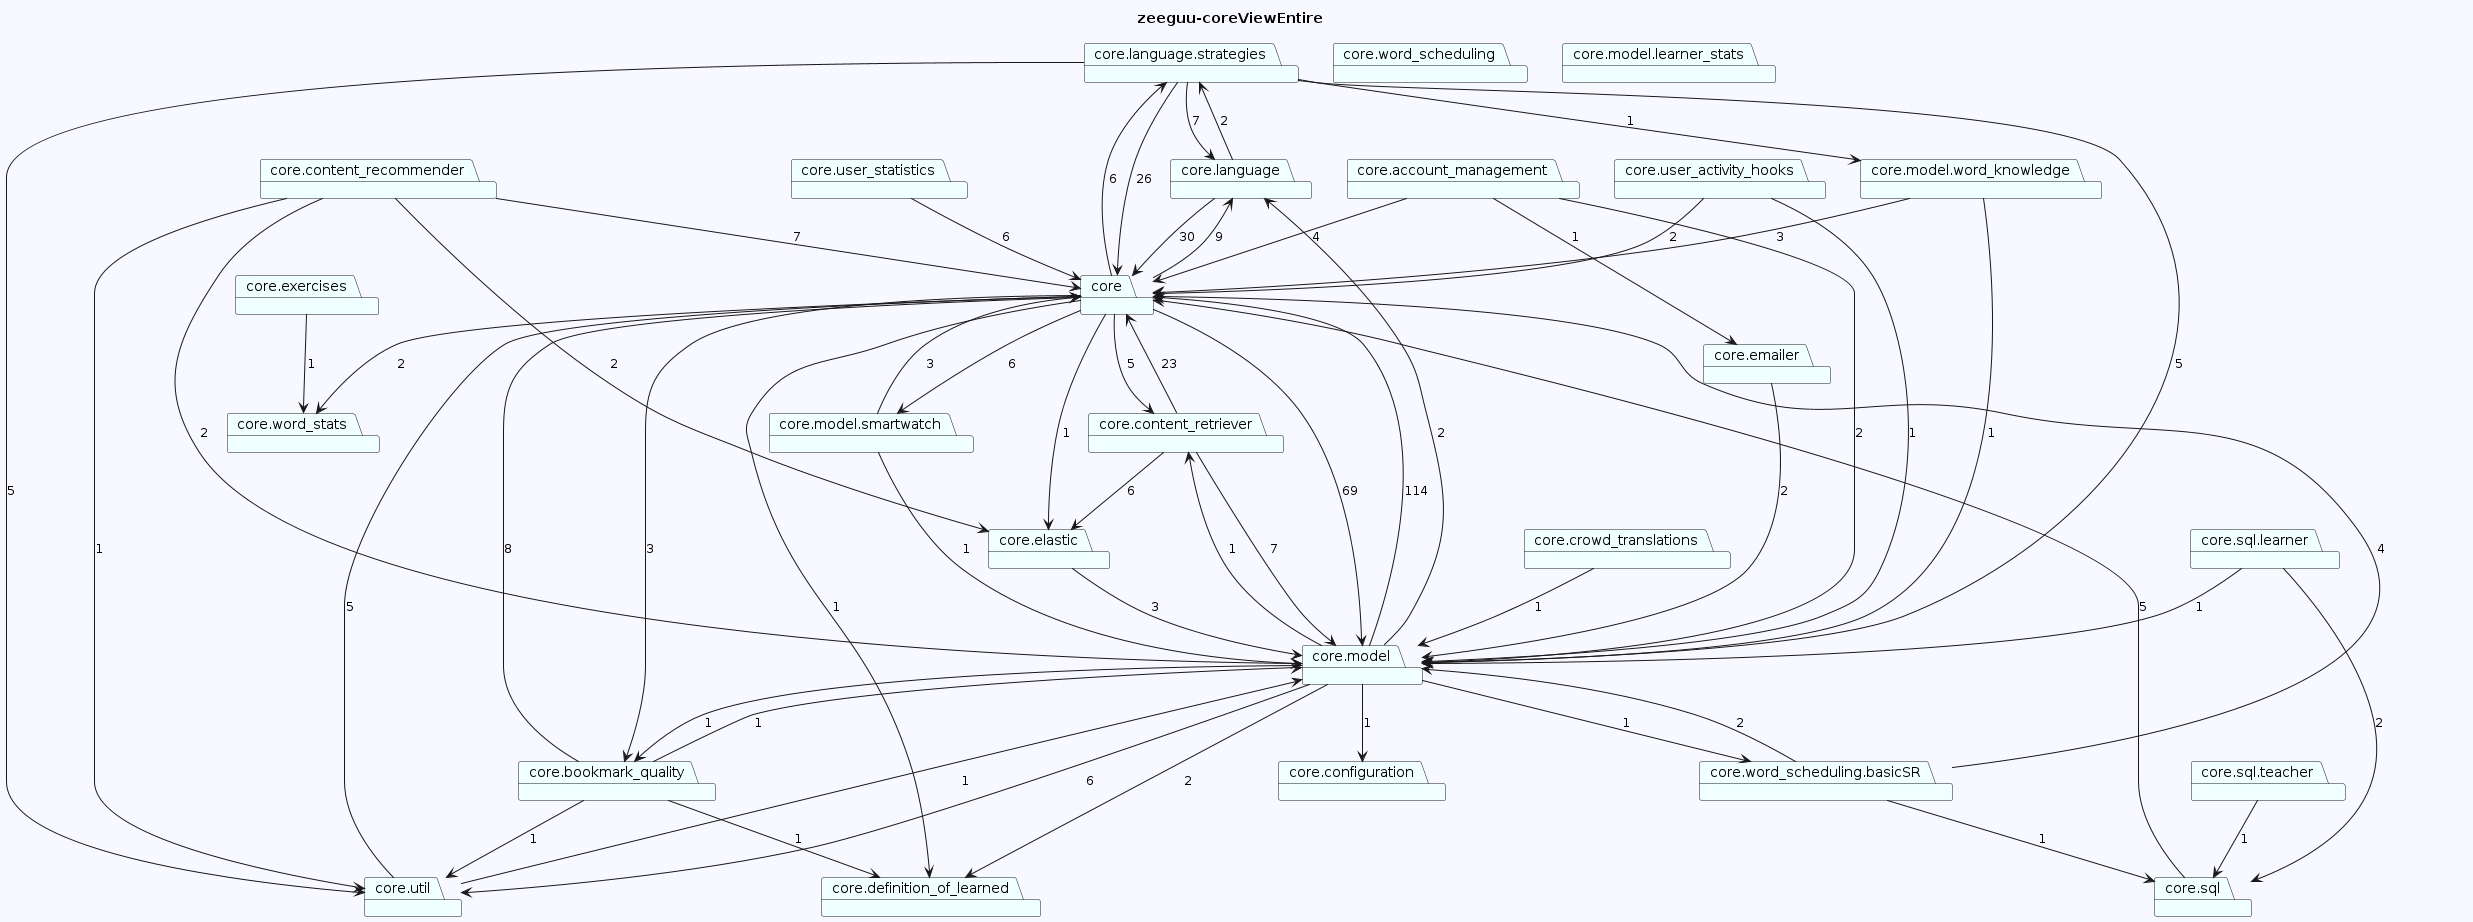 zeeguu-coreViewEntire
core.language.strategies
core.word_scheduling
core.model.learner_stats
7
2
1
core.content_recommender
core.user_statistics
6
26
core.language
core.account_management
core.user_activity_hooks
core.model.word_knowledge
7
6
30
9
4
1
2
3
core.exercises
core
core.emailer
1
2
2
3
6
1
5
23
5
core.word_stats
2
core.model.smartwatch
core.content_retriever
2
2
1
1
5
6
69
114
2
1
8
3
core.elastic
1
1
7
core.crowd_translations
core.sql.learner
4
5
1
3
1
5
1
core.model
1
1
1
1
2
2
core.bookmark_quality
1
6
2
core.configuration
core.word_scheduling.basicSR
core.sql.teacher
1
1
1
1
core.util
core.definition_of_learned
core.sql